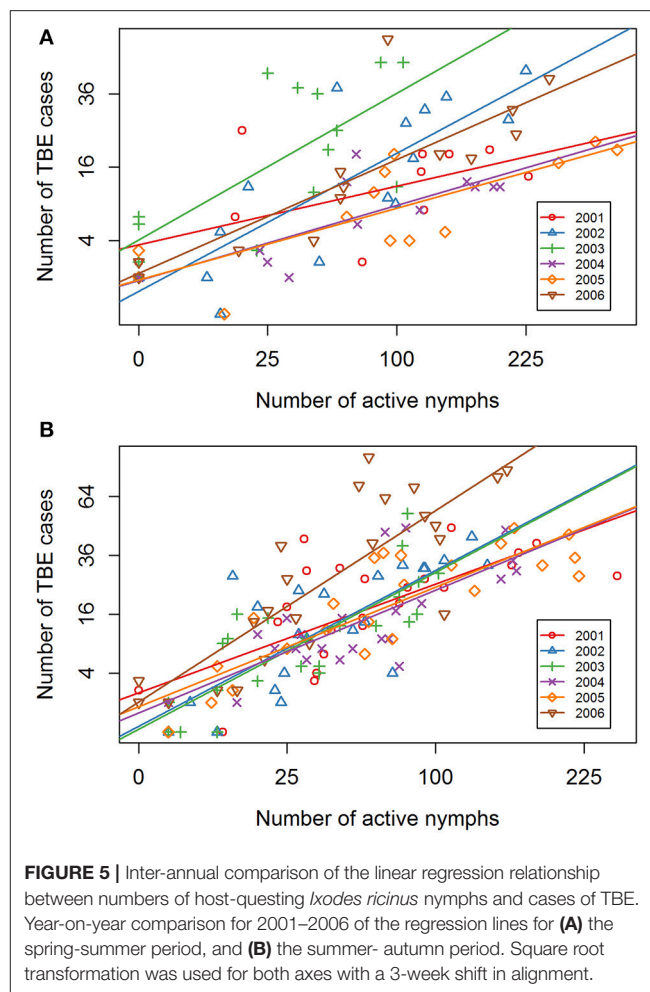 A
Number of TBE cases
36
16
4
2001
2002
2003
2004
2005
2006
0
25
100
225
Number of active nymphs
B
Number of TBE cases
64
36
16
4
2001
2002
2003
2004
2005
2006
0
25
100
225
Number of active nymphs
FIGURE 5 | Inter-annual comparison of the linear regression relationship
between numbers of host-questing Ixodes ricinus nymphs and cases of TBE.
Year-on-year comparison for 2001–2006 of the regression lines for (A) the
spring-summer period, and (B) the summer- autumn period. Square root
transformation was used for both axes with a 3-week shift in alignment.